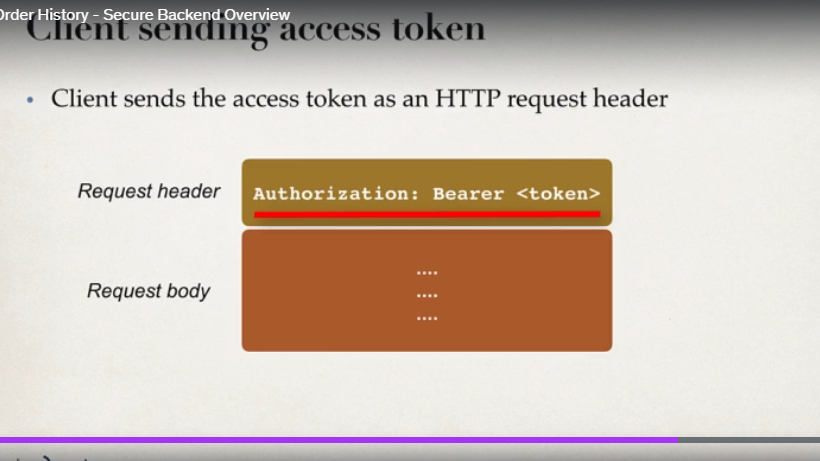 Order History - Secure Backend Overview
Client sending access token
• Client sends the access token as an HTTP request header
Request header
Authorization: Bearer <token>
Request body
....
....
....